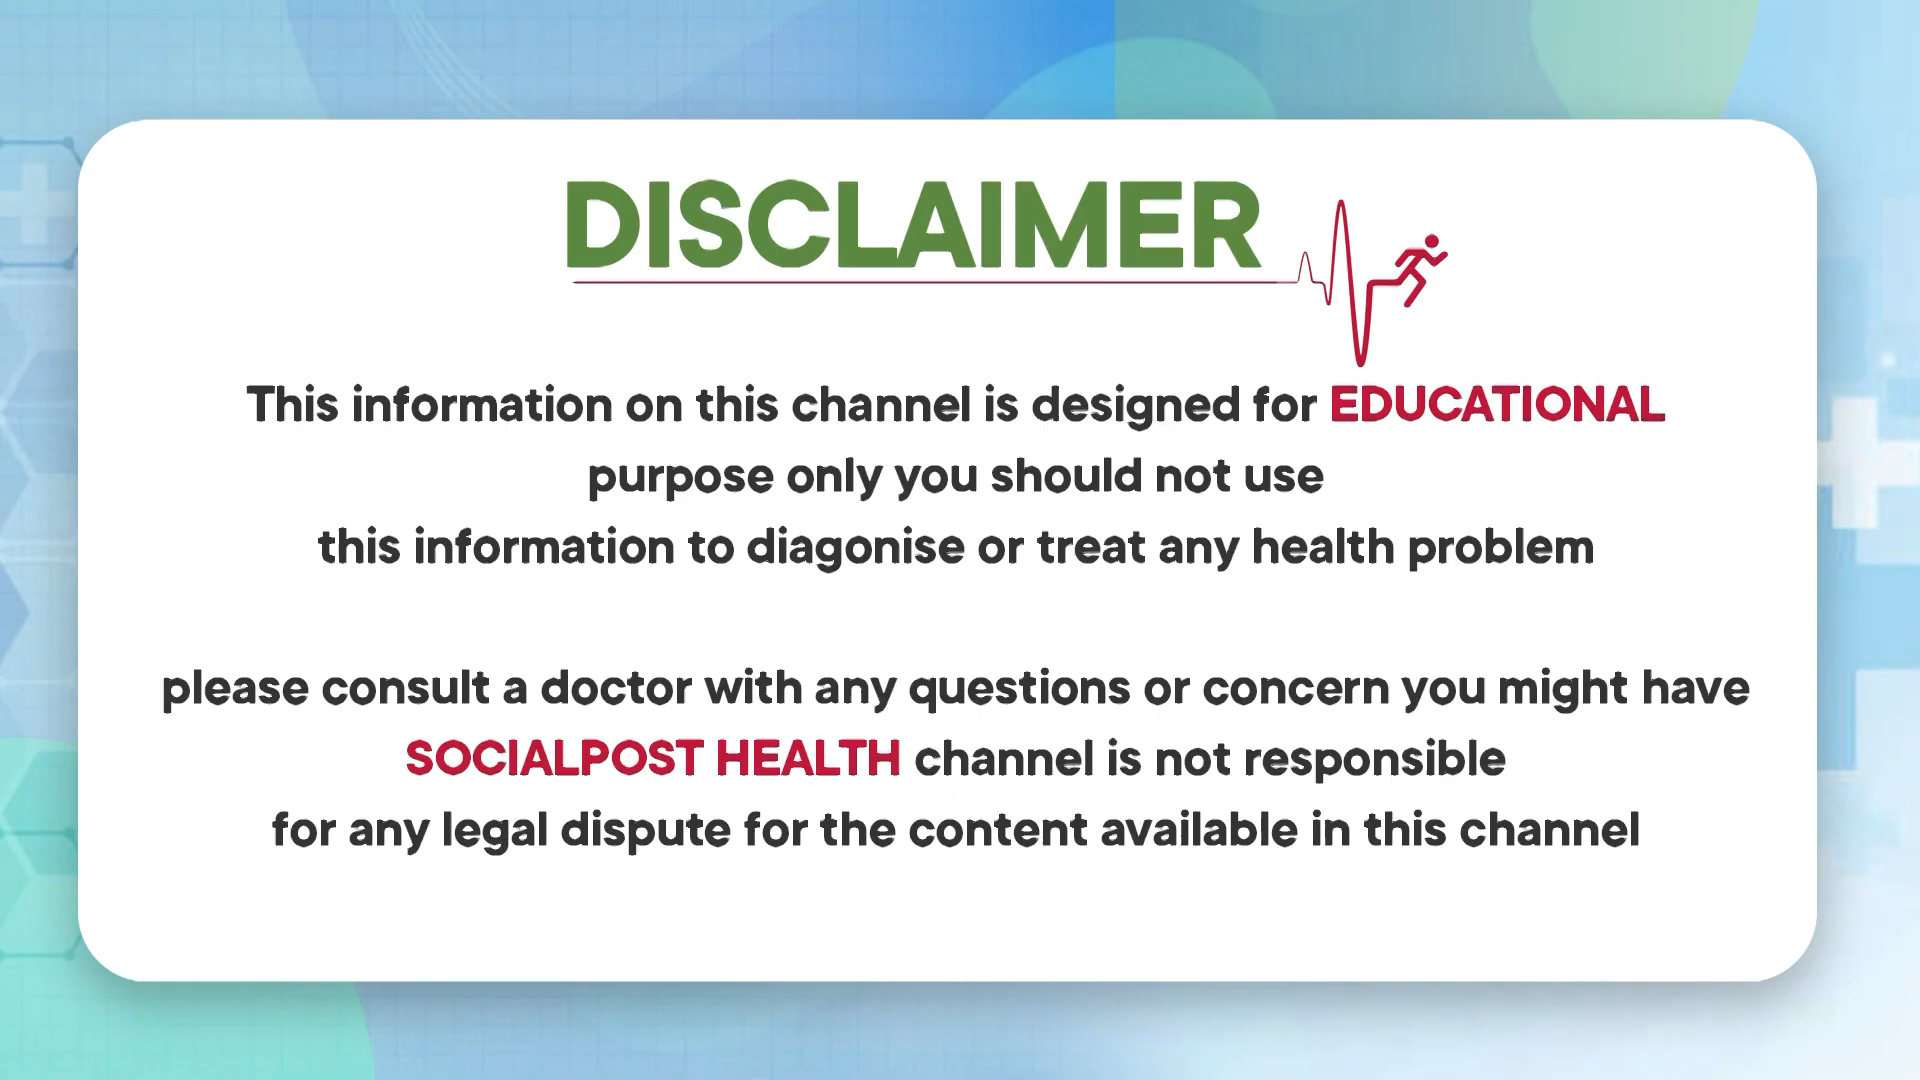 DISCLAIMER
This information on this channel is designed for EDUCATIONAL
purpose only you should not use
this information to diagonise or treat any health problem
please consult a doctor with any questions or concern you might have
SOCIALPOST HEALTH channel is not responsible
for any legal dispute for the content available in this channel